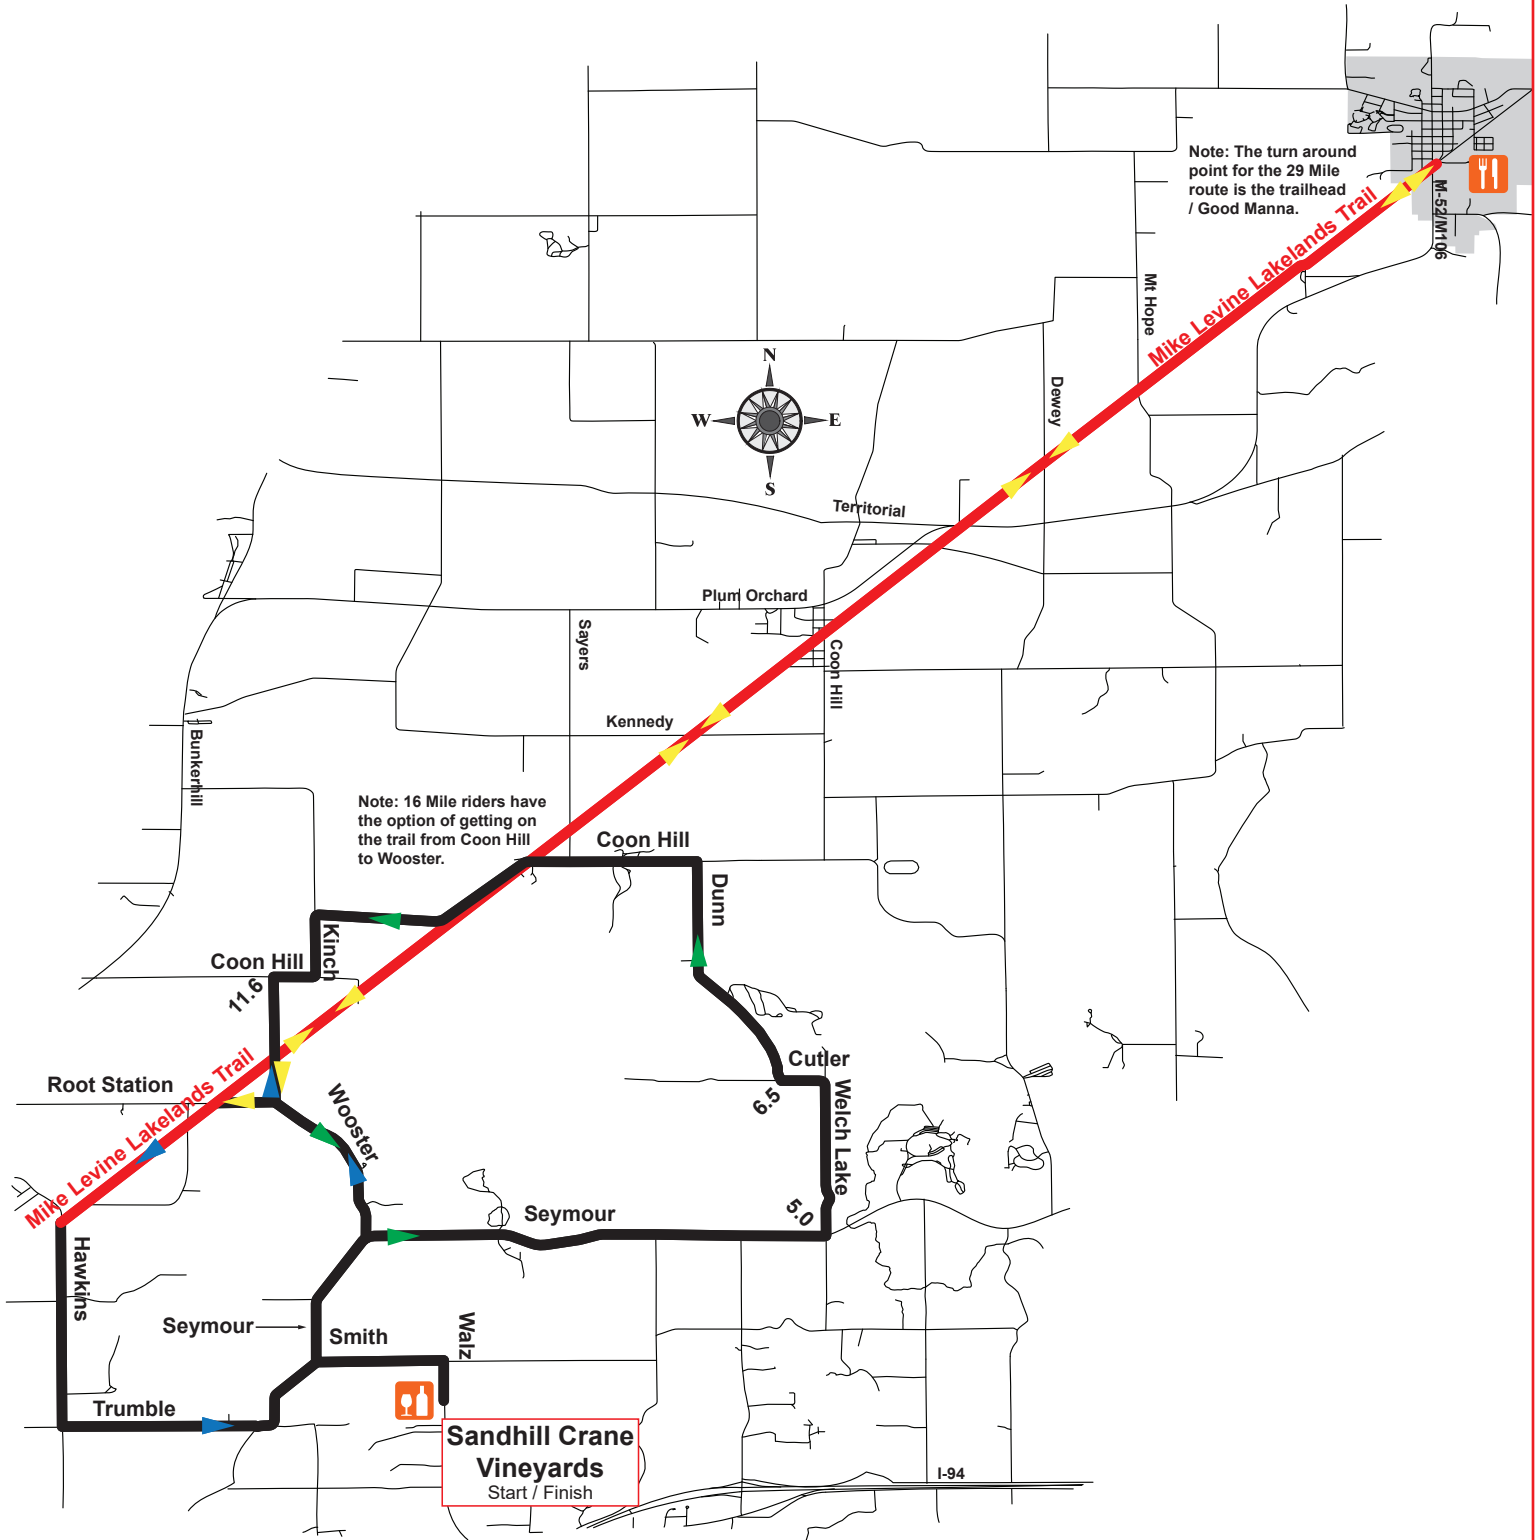 Note: The turn around
point for the 29 Mile
route is the trailhead
/ Good Manna.
M-52/M106
Mike Levine Lakelands Trail
Mt Hope
N
W
E
S
Dewey
Territorial
Plum Orchard
Sayers
Coon Hill
Kennedy
Bunkerhill
Note: 16 Mile riders have
the option of getting on
the trail from Coon Hill
to Wooster.
Coon Hill
Dunn
Kinch
Coon Hill
11.6
Cutler
6.5
Root Station
Mike Levine Lakelands Trail
Wooster
Welch Lake
5.0
Seymour
Hawkins
Seymour
Smith
Walz
Trumble
Sandhill Crane
Vineyards
Start / Finish
I-94